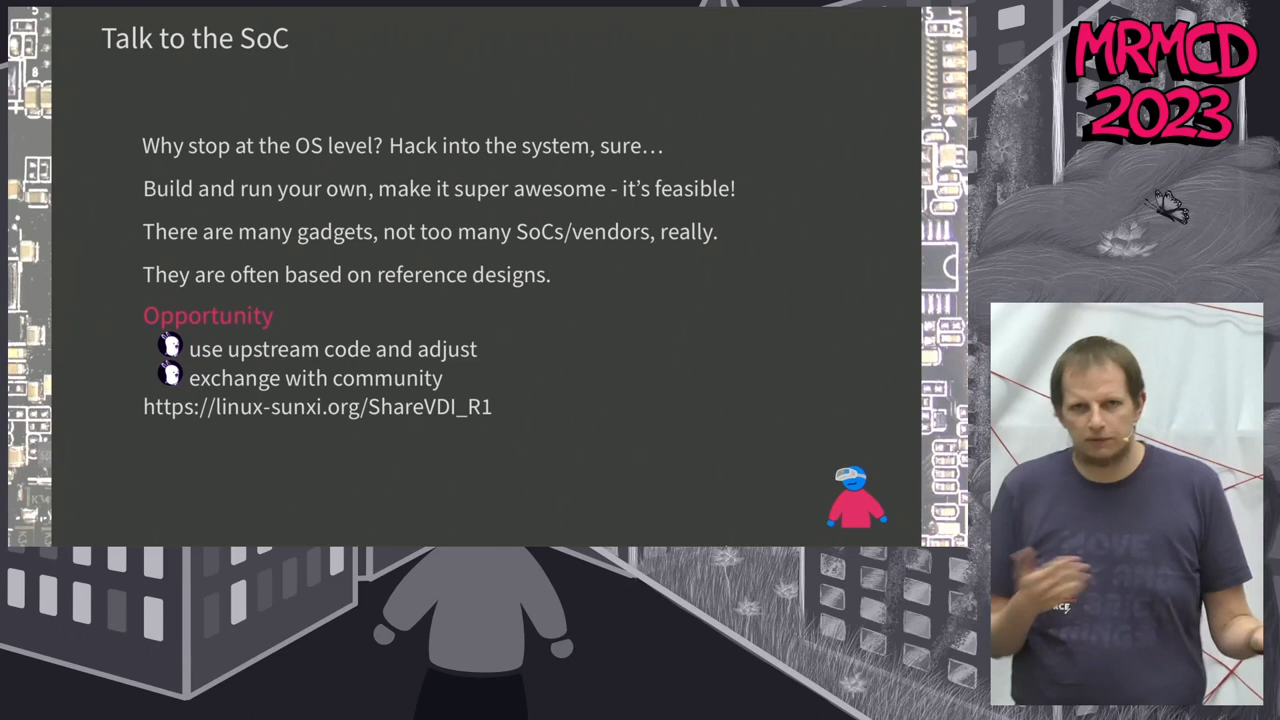 Talk to the SoC
Why stop at the OS level? Hack into the system, sure…
Build and run your own, make it super awesome - it’s feasible!
There are many gadgets, not too many SoCs/vendors, really.
They are often based on reference designs.
Opportunity
use upstream code and adjust
exchange with community
https://linux-sunxi.org/ShareVDI_R1
MRMCD
2023
MOVE